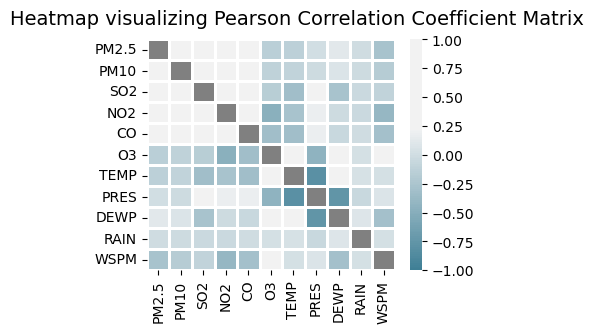 Heatmap visualizing Pearson Correlation Coefficient Matrix
PM2.5
PM10
SO2
NO2
CO
O3
TEMP
PRES
DEWP
RAIN
WSPM
1.00
0.75
0.50
0.25
0.00
−0.25
−0.50
−0.75
−1.00
PM2.5
PM10
SO2
NO2
CO
O3
TEMP
PRES
DEWP
RAIN
WSPM